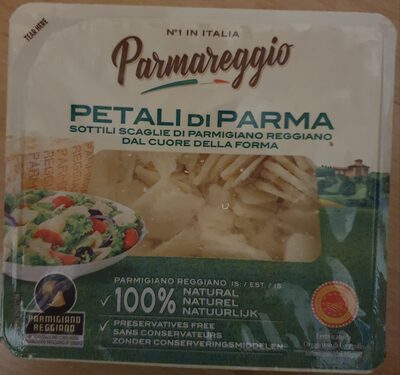 TEAR HERE
N°1 IN ITALIA
Parmareggio
PETALI DI PARMA
SOTTILI SCAGLIE DI PARMIGIANO REGGIANO
DAL CUORE DELLA FORMA
PARMIGIANO REGGIANO IS / EST / IS
100% NATURAL
NATUREL
NATUURLIJK
PRESERVATIVES FREE
SANS CONSERVATEURS
ZONDER CONSERVERINGSMIDDELEN
PARMIGIANO
REGGIANO